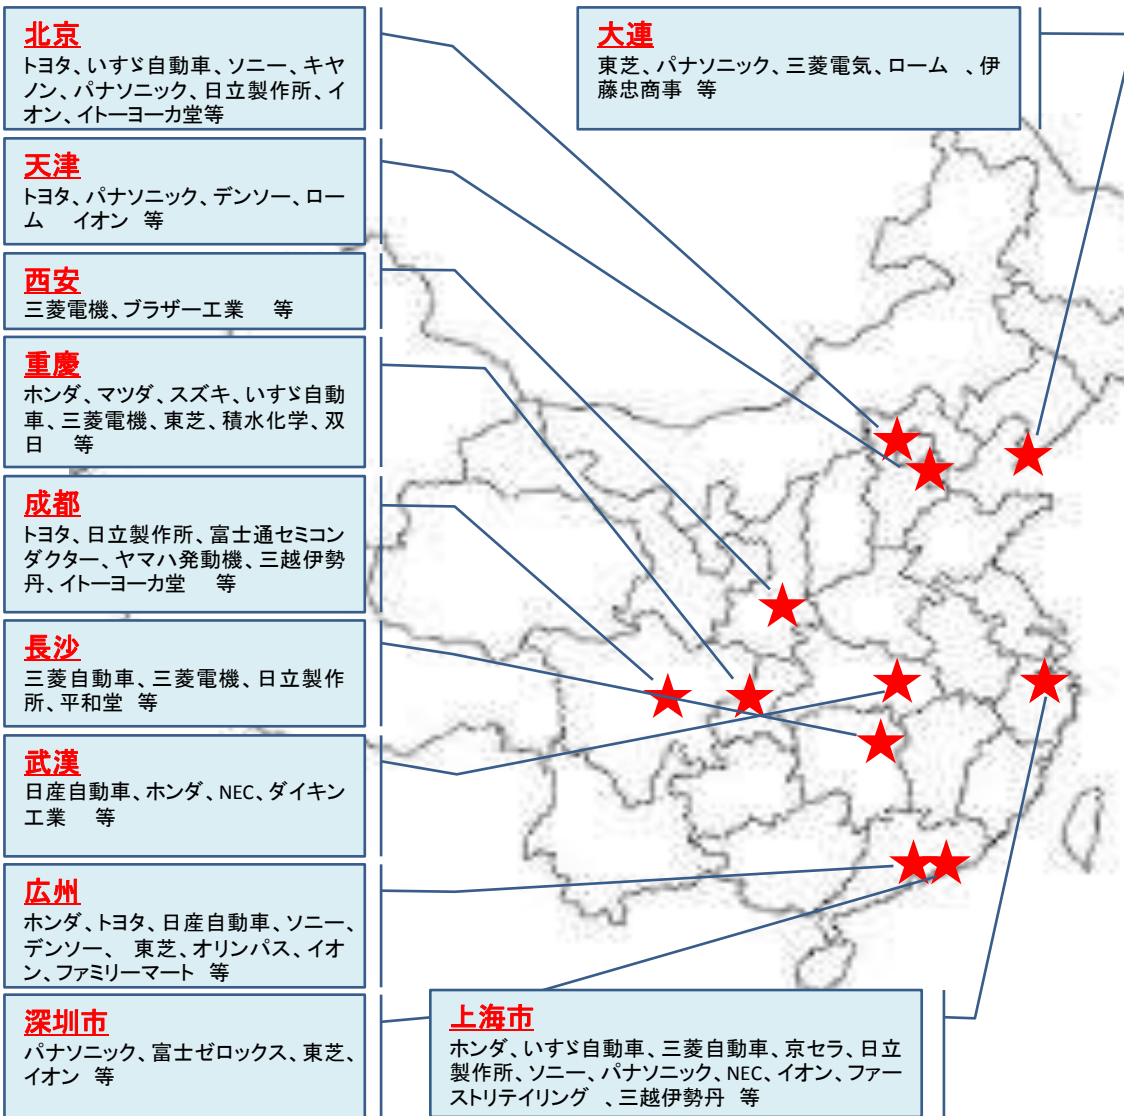 北京
トヨタ、いすゞ自動車、ソニー、キヤ
ノン、パナソニック、日立製作所、イ
オン、イトーヨーカ堂等
大連
東芝、パナソニック、三菱電気、ローム 、伊
藤忠商事 等
天津
トヨタ、パナソニック、デンソー、ロー
ム イオン 等
西安
三菱電機、ブラザー工業 等
重慶
ホンダ、マツダ、スズキ、いすゞ自動
車、三菱電機、東芝、積水化学、双
日 等
成都
トヨタ、日立製作所、富士通セミコン
ダクター、ヤマハ発動機、三越伊勢
丹、イトーヨーカ堂 等
長沙
三菱自動車、三菱電機、日立製作
所、平和堂 等
武漢
日産自動車、ホンダ、NEC、ダイキン
工業 等
広州
ホンダ、トヨタ、日産自動車、ソニー、
デンソー、 東芝、オリンパス、イオ
ン、ファミリーマート 等
深圳市
パナソニック、富士ゼロックス、東芝、
イオン 等
上海市
ホンダ、いすゞ自動車、三菱自動車、京セラ、日立
製作所、ソニー、パナソニック、NEC、イオン、ファー
ストリテイリング 、三越伊勢丹 等